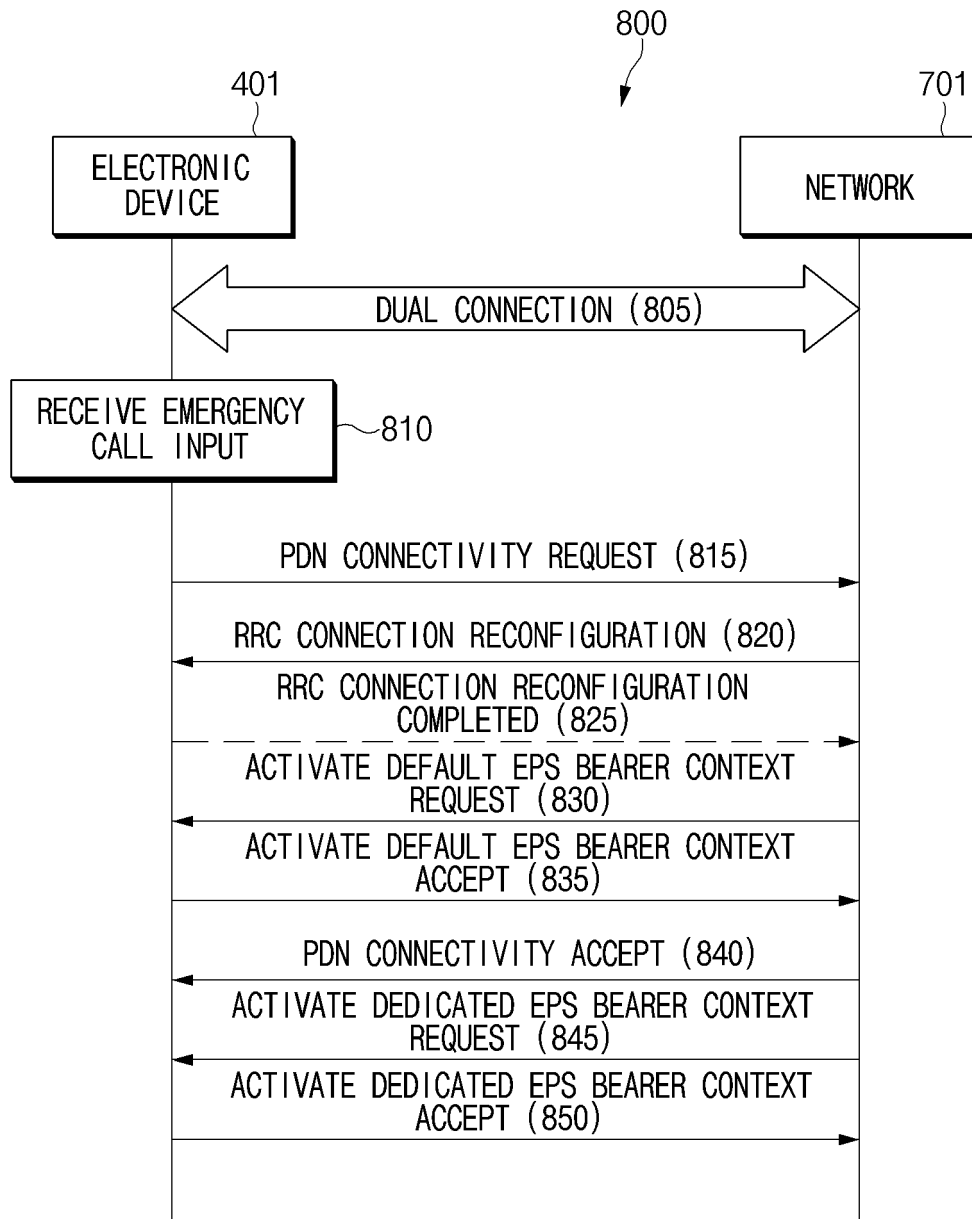 800
401
701
ELECTRONIC
DEVICE
NETWORK
DUAL CONNECTION (805)
RECEIVE EMERGENCY
CALL INPUT
810
PDN CONNECTIVITY REQUEST (815)
RRC CONNECTION RECONFIGURATION (820)
RRC CONNECTION RECONFIGURATION
COMPLETED (825)
ACTIVATE DEFAULT EPS BEARER CONTEXT
REQUEST (830)
ACTIVATE DEFAULT EPS BEARER CONTEXT
ACCEPT (835)
PDN CONNECTIVITY ACCEPT (840)
ACTIVATE DEDICATED EPS BEARER CONTEXT
REQUEST (845)
ACTIVATE DEDICATED EPS BEARER CONTEXT
ACCEPT (850)